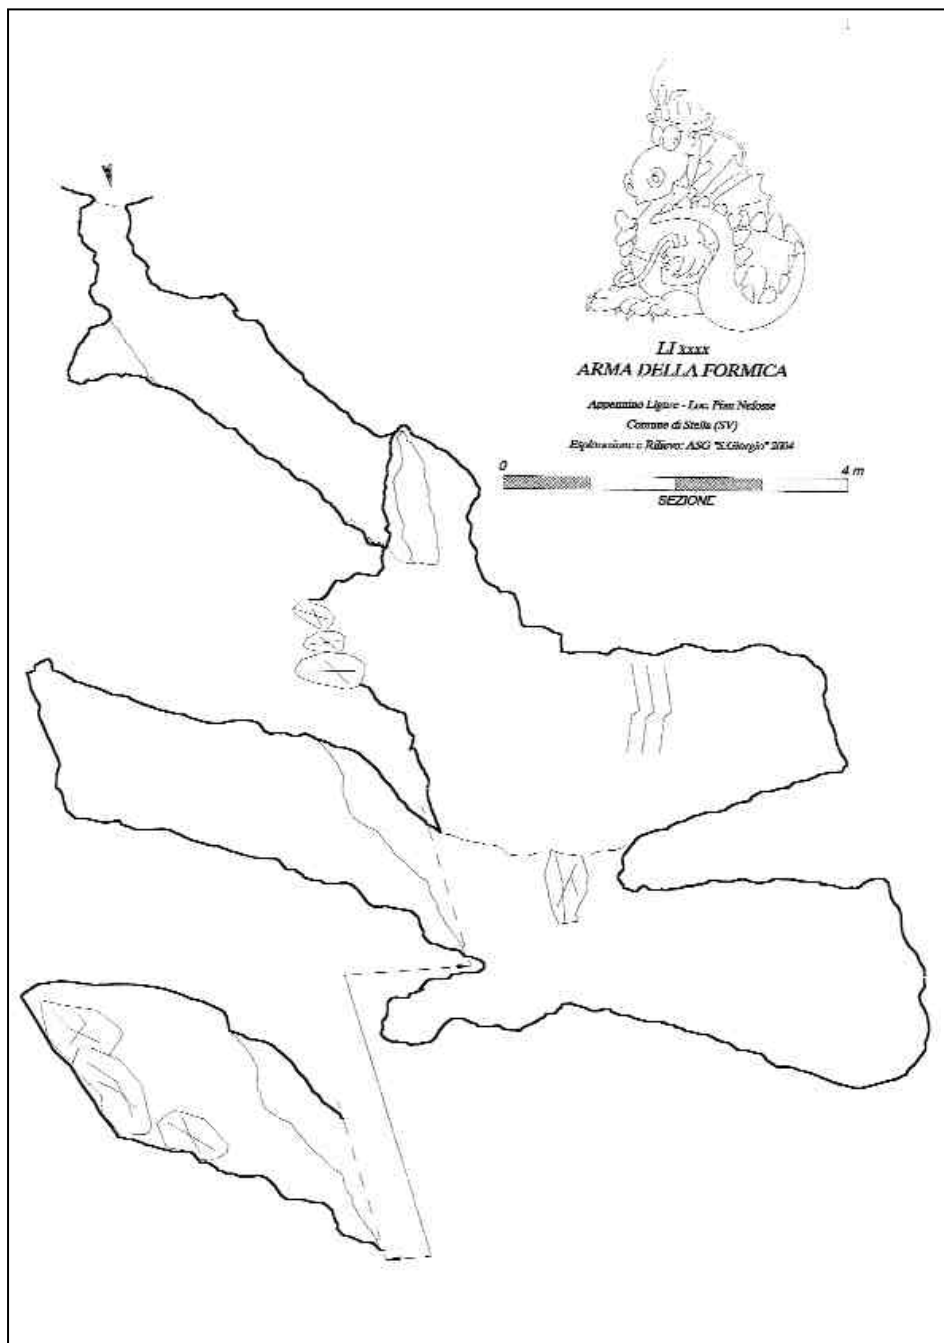 LI xxxx
ARMA DELLA FORMICA
Appennino Ligure - Loc. Pian Nefosse
Comune di Stella (SV)
Esplorazione e Rilievo: ASG "S.Giorgio" 2004
0 4 m
SEZIONE